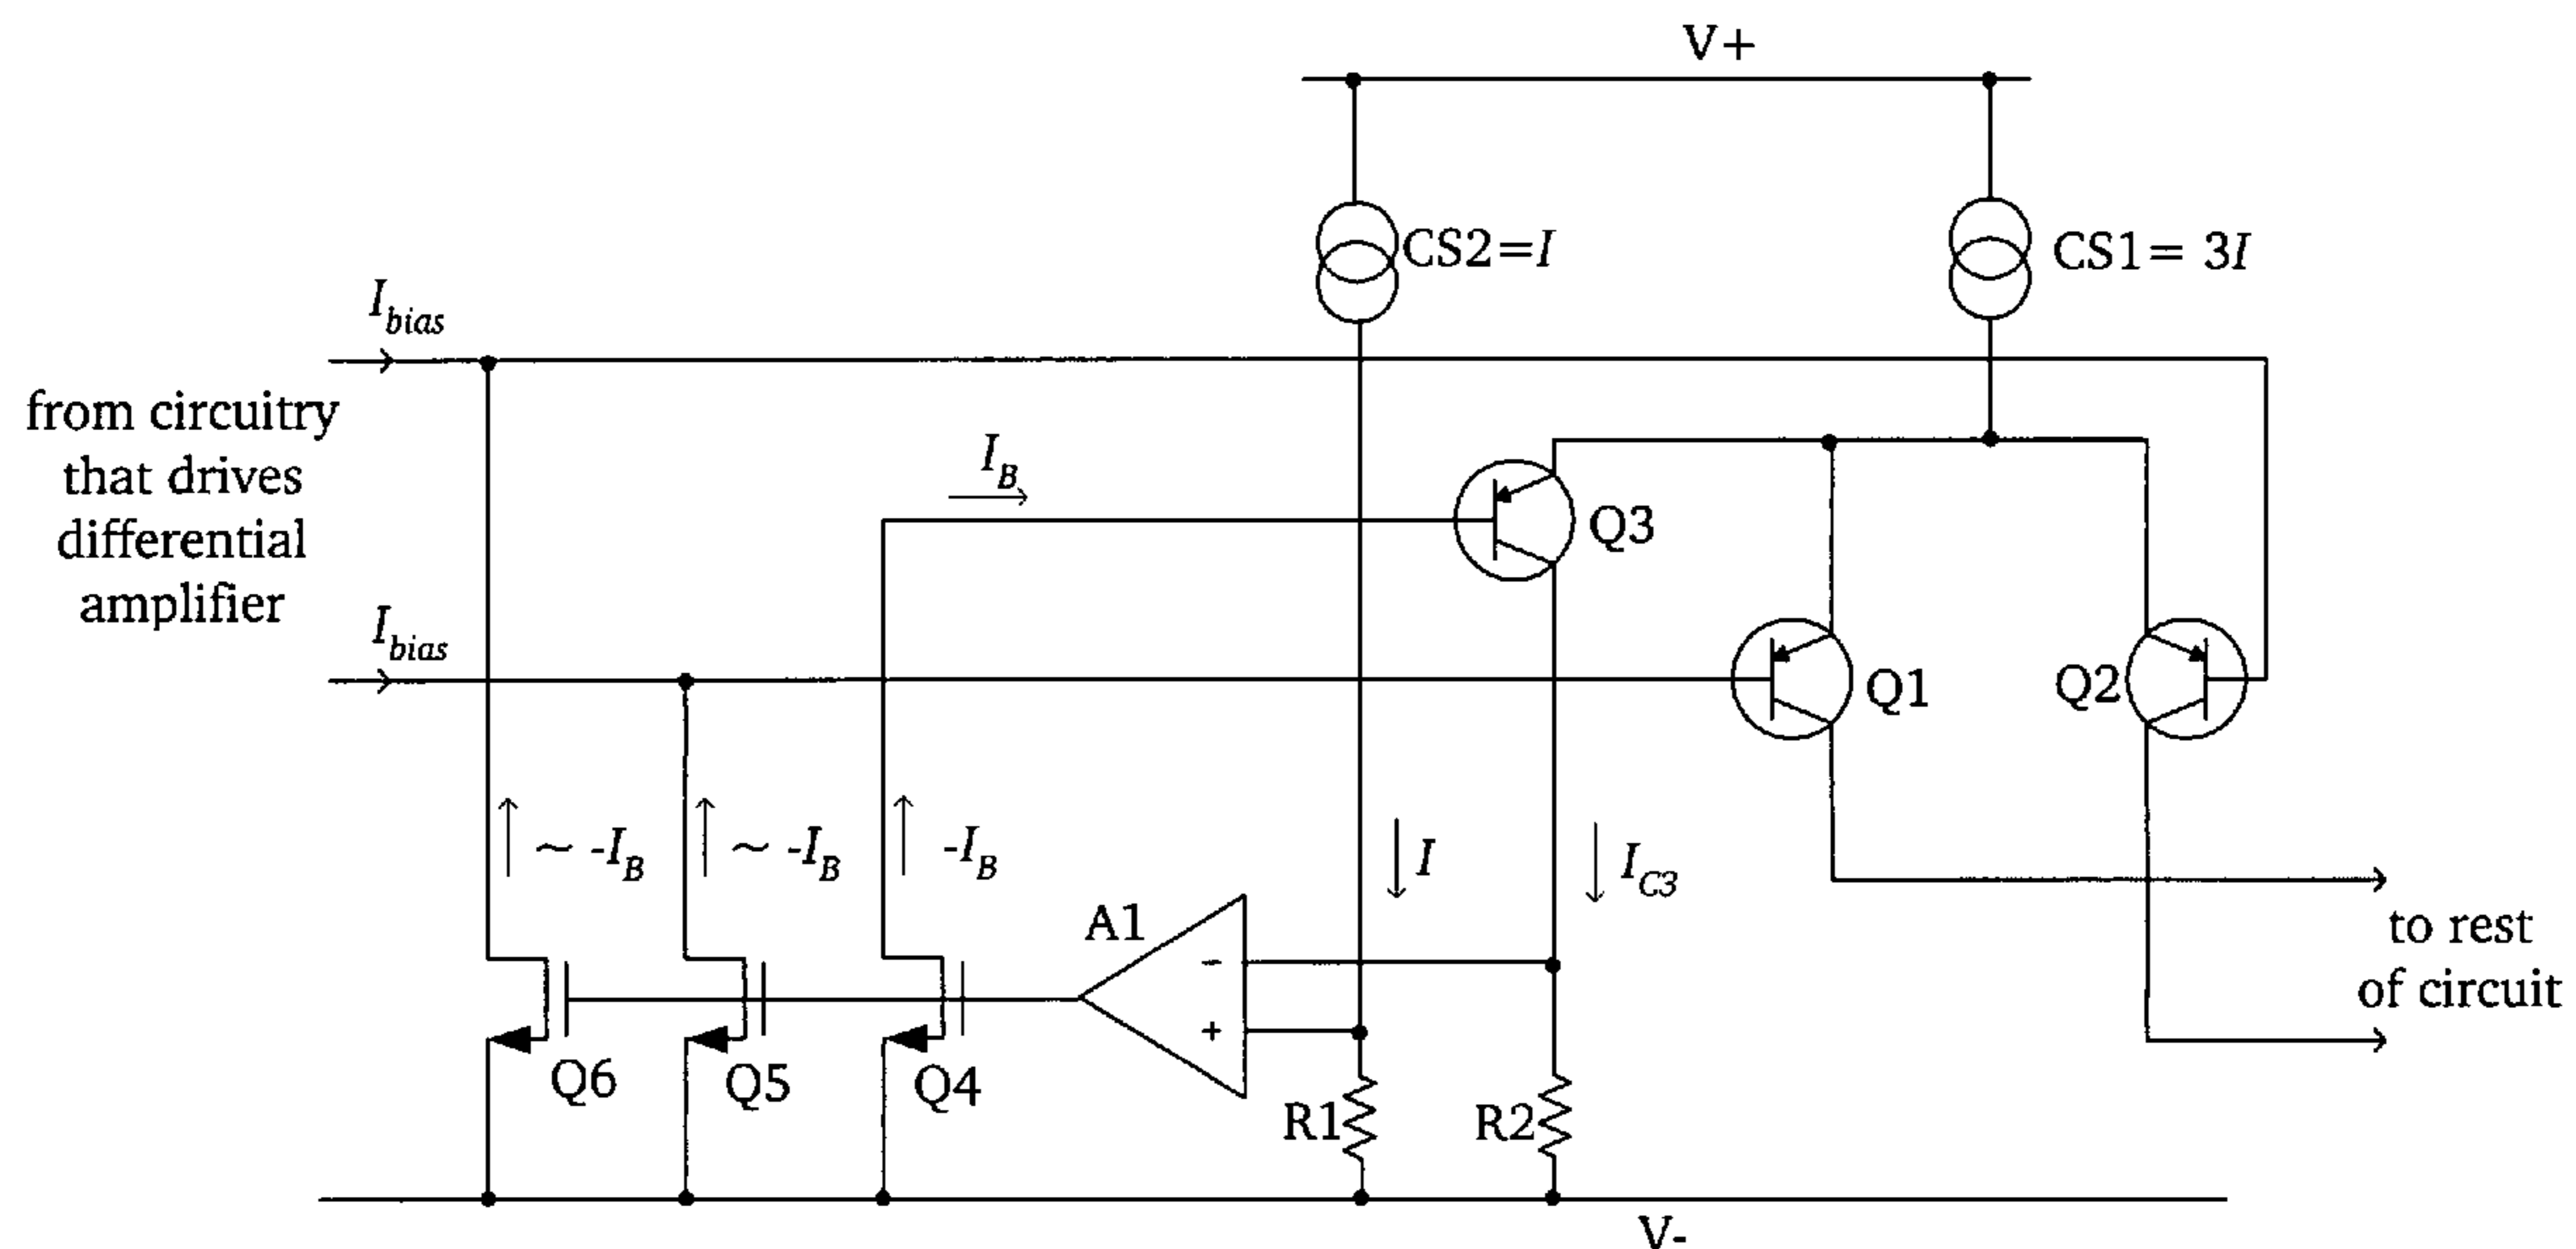 V+
CS2=I
CS1= 3I
I_bias
from circuitry
that drives
differential
amplifier
I_B
Q3
I_bias
Q1
Q2
~ -I_B
~ -I_B
-I_B
I
I_C3
A1
-
+
to rest
of circuit
Q6
Q5
Q4
R1
R2
V-